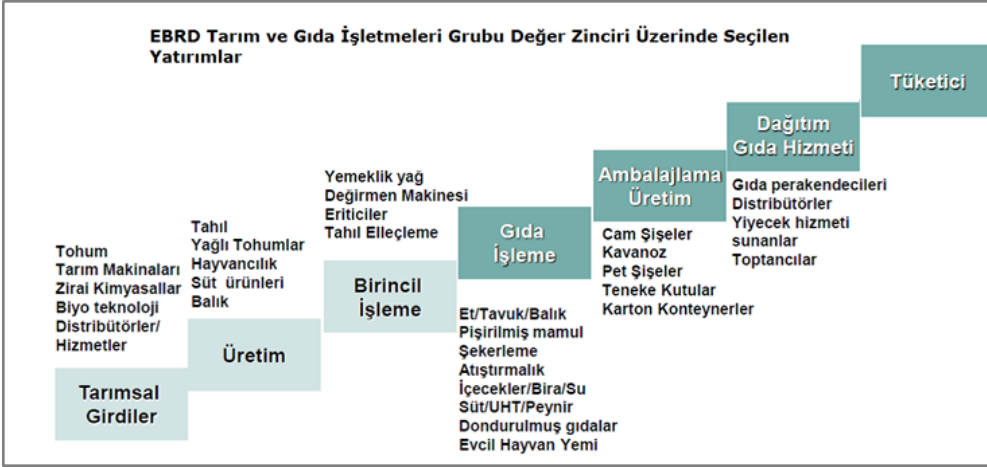 EBRD Tarım ve Gıda İşletmeleri Grubu Değer Zinciri Üzerinde Seçilen
Yatırımlar
Tohum
Tarım Makinaları
Zirai Kimyasallar
Biyo teknoloji
Distribütörler/
Hizmetler
Tarımsal
Girdiler
Tahıl
Yağlı Tohumlar
Hayvancılık
Süt ürünleri
Balık
Üretim
Yemeklik yağ
Değirmen Makinesi
Eriticiler
Tahıl Elleçleme
Birincil
İşleme
Gıda
İşleme
Et/Tavuk/Balık
Pişirilmiş mamul
Şekerleme
Atıştırmalık
İçecekler/Bira/Su
Süt/UHT/Peynir
Dondurulmuş gıdalar
Evcil Hayvan Yemi
Ambalajlama
Üretim
Cam Şişeler
Kavanoz
Pet Şişeler
Teneke Kutular
Karton Konteynerler
Dağıtım
Gıda Hizmeti
Gıda perakendecileri
Distribütörler
Yiyecek hizmeti
sunanlar
Toptancılar
Tüketici